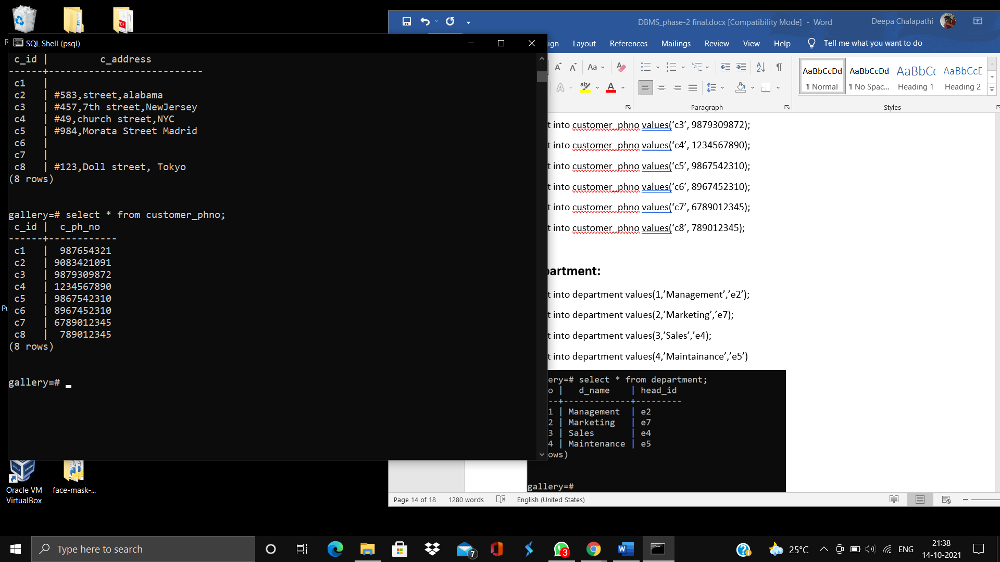 SQL Shell (psql)
c_id | c_address
------+---------------------------
c1 |
c2 | #583,street,alabama
c3 | #457,7th street,NewJersey
c4 | #49,church street,NYC
c5 | #984,Morata Street Madrid
c6 |
c7 |
c8 | #123,Doll street, Tokyo
(8 rows)
gallery=# select * from customer_phno;
c_id | c_ph_no
------+------------
c1 | 987654321
c2 | 9083421091
c3 | 9879309872
c4 | 1234567890
c5 | 9867542310
c6 | 8967452310
c7 | 6789012345
c8 | 789012345
(8 rows)
gallery=#
DBMS_phase-2 final.docx [Compatibility Mode] - Word
Deepa Chalapathi
ign Layout References Mailings Review View Help Tell me what you want to do
AaBbCcDd AaBbCcDd AaBbC AaBbCcD
¶ Normal ¶ No Spac... Heading 1 Heading 2
Paragraph Styles
t into customer_phno values(‘c3’, 9879309872);
t into customer_phno values(‘c4’, 1234567890);
t into customer_phno values(‘c5’, 9867542310);
t into customer_phno values(‘c6’, 8967452310);
t into customer_phno values(‘c7’, 6789012345);
t into customer_phno values(‘c8’, 789012345);
partment:
t into department values(1,’Management’,’e2’);
t into department values(2,’Marketing’,’e7);
t into department values(3,’Sales’,’e4);
t into department values(4,’Maintainance’,’e5’)
ery=# select * from department;
o | d_name | head_id
--+-------------+---------
1 | Management | e2
2 | Marketing | e7
3 | Sales | e4
4 | Maintenance | e5
ows)
gallery=#
Page 14 of 18 1280 words English (United States)
Oracle VM
VirtualBox
face-mask-...
Type here to search
7
3
25°C
ENG
21:38
14-10-2021